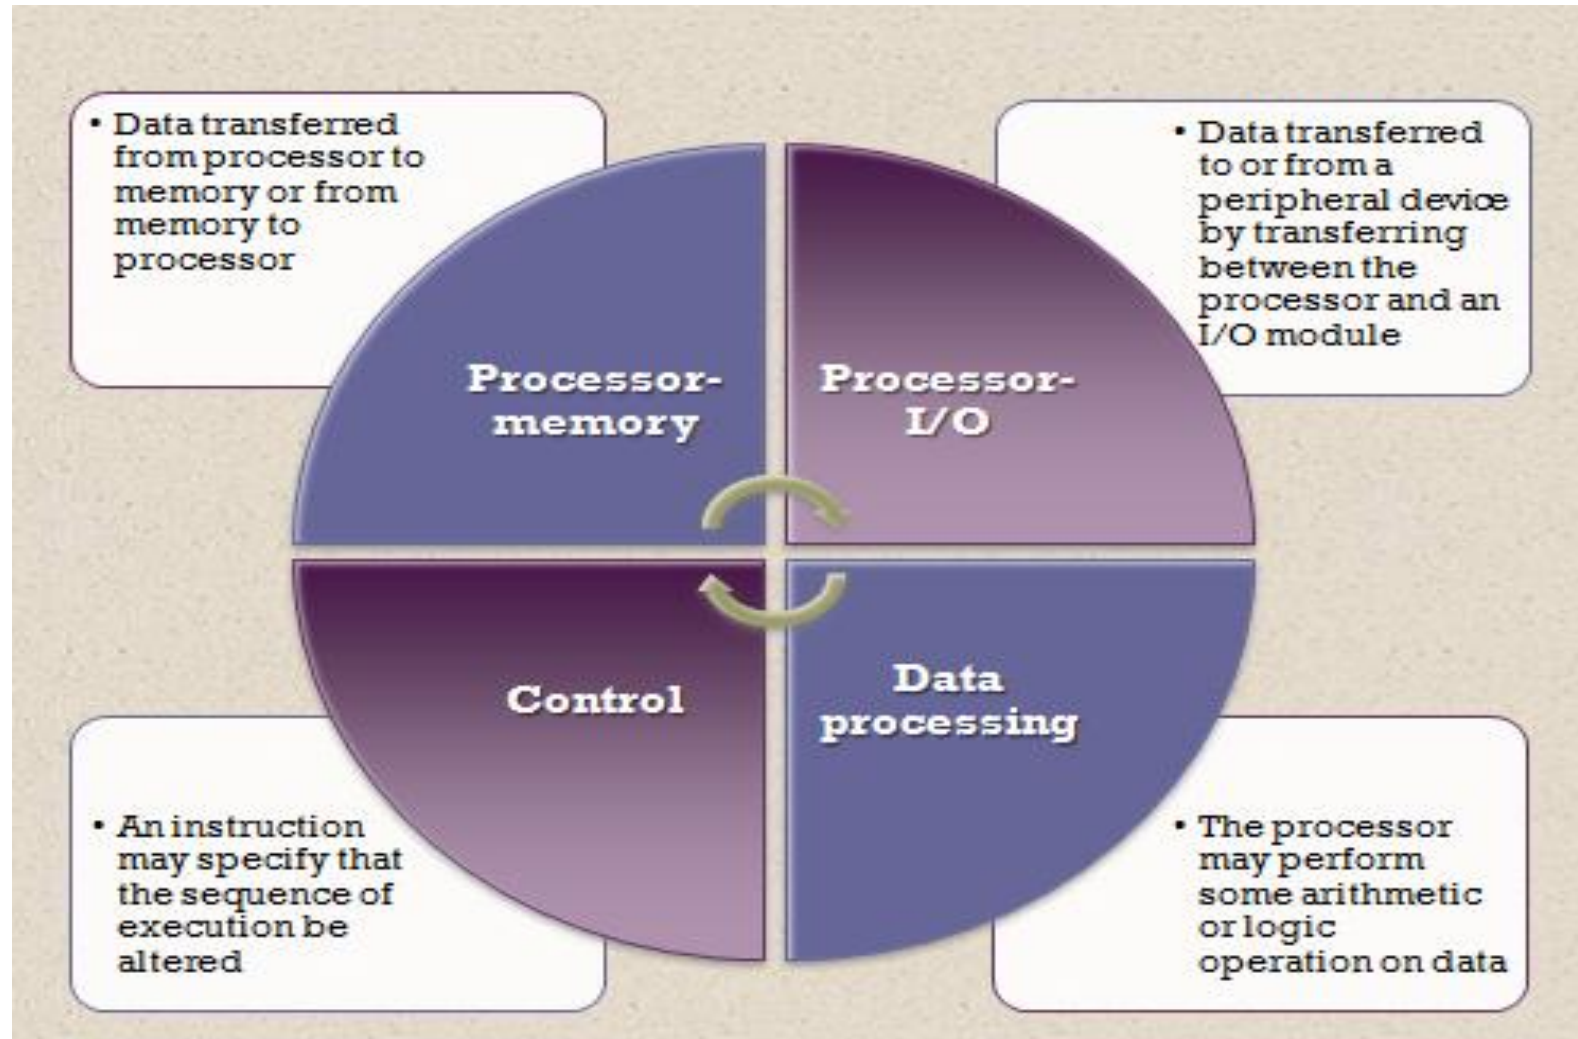 • Data transferred
from processor to
memory or from
memory to
processor
• Data transferred
to or from a
peripheral device
by transferring
between the
processor and an
I/O module
Processor-
memory
Processor-
I/O
Control
Data
processing
• An instruction
may specify that
the sequence of
execution be
altered
• The processor
may perform
some arithmetic
or logic
operation on data